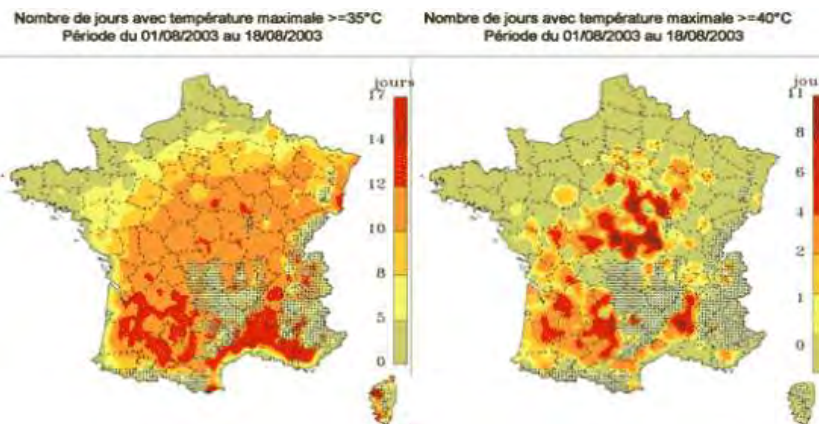 Nombre de jours avec température maximale >=35°C
Période du 01/08/2003 au 18/08/2003
jours
17
14
12
10
8
5
0
Nombre de jours avec température maximale >=40°C
Période du 01/08/2003 au 18/08/2003
jou
11
8
6
4
2
1
0